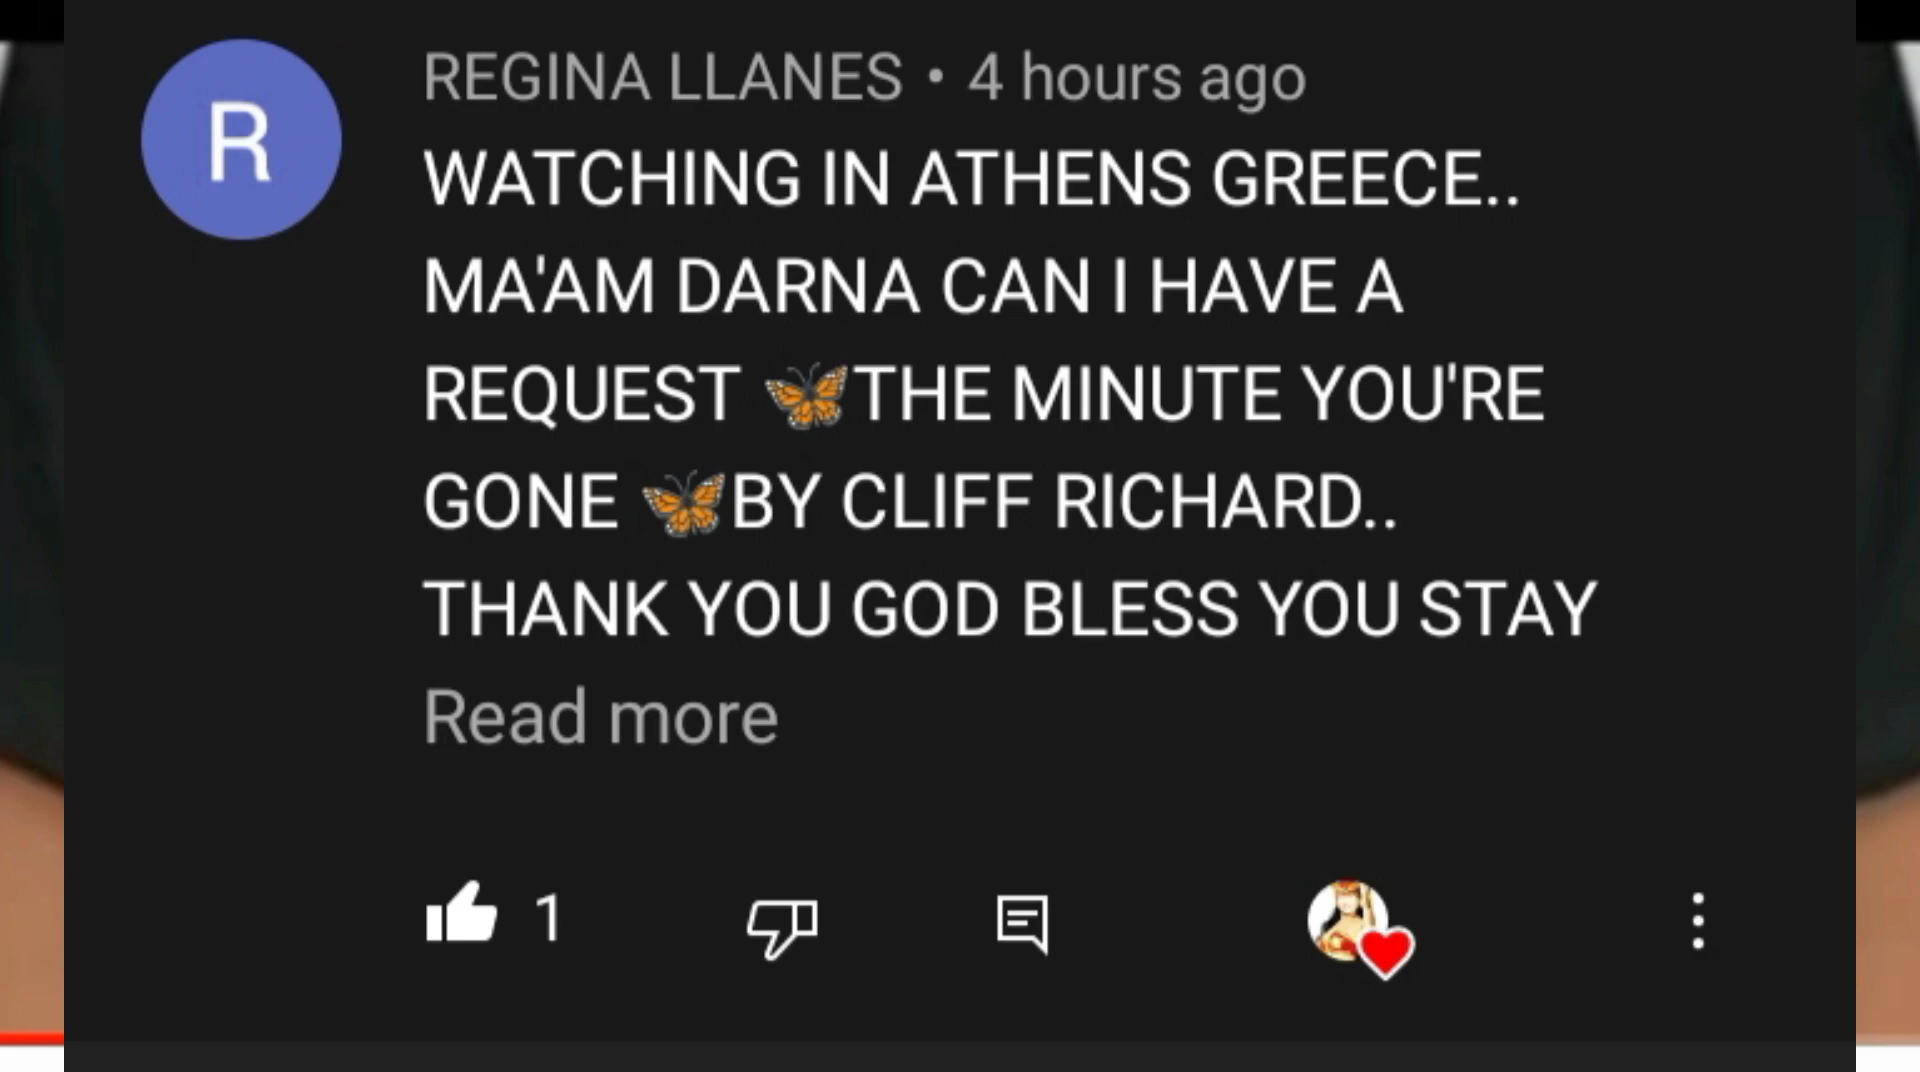 R
REGINA LLANES • 4 hours ago
WATCHING IN ATHENS GREECE..
MA'AM DARNA CAN I HAVE A
REQUEST 🦋THE MINUTE YOU'RE
GONE 🦋BY CLIFF RICHARD..
THANK YOU GOD BLESS YOU STAY
Read more
1